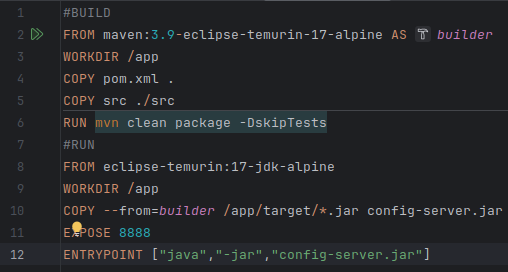 1 #BUILD
2 FROM maven:3.9-eclipse-temurin-17-alpine AS builder
3 WORKDIR /app
4 COPY pom.xml .
5 COPY src ./src
6 RUN mvn clean package -DskipTests
7 #RUN
8 FROM eclipse-temurin:17-jdk-alpine
9 WORKDIR /app
10 COPY --from=builder /app/target/*.jar config-server.jar
11 EXPOSE 8888
12 ENTRYPOINT ["java","-jar","config-server.jar"]